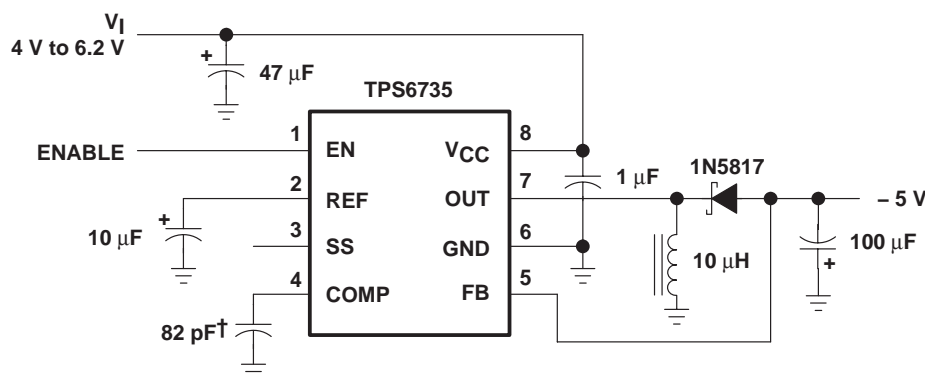 VI
4 V to 6.2 V
+
47 μF
TPS6735
ENABLE
1
EN
VCC
8
1N5817
2
REF
OUT
7
1 μF
– 5 V
+
10 μF
3
SS
GND
6
10 μH
100 μF
+
4
COMP
FB
5
82 pF†